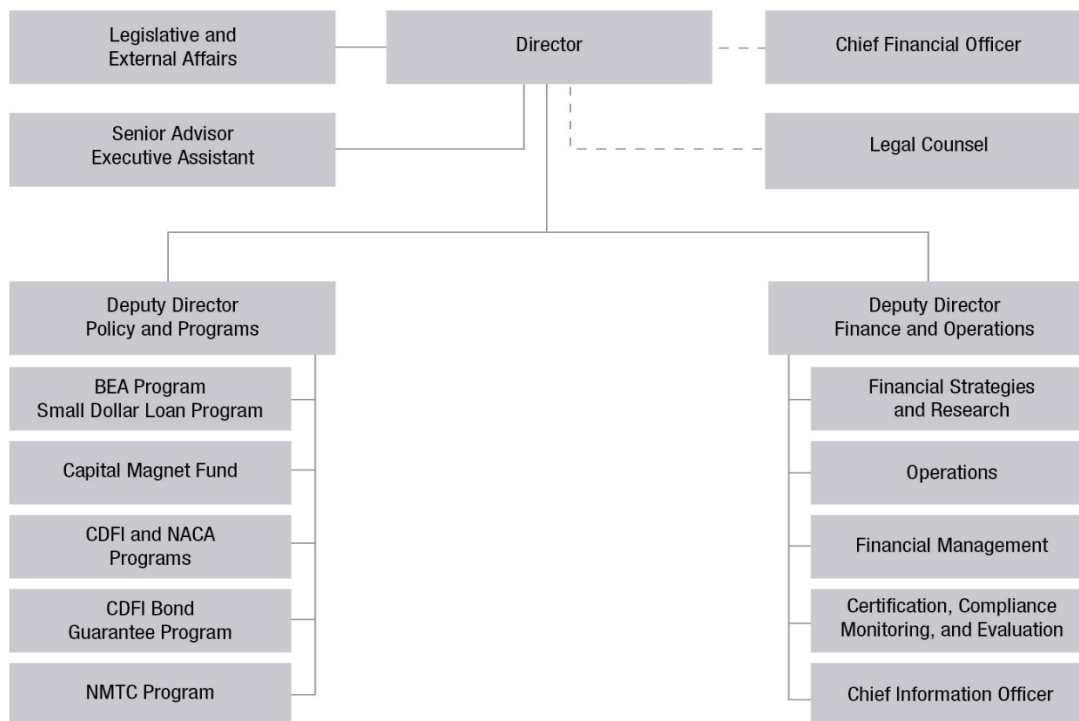 Legislative and
External Affairs
Director
Chief Financial Officer
Senior Advisor
Executive Assistant
Legal Counsel
Deputy Director
Policy and Programs
Deputy Director
Finance and Operations
BEA Program
Small Dollar Loan Program
Financial Strategies
and Research
Capital Magnet Fund
Operations
CDFI and NACA
Programs
Financial Management
CDFI Bond
Guarantee Program
Certification, Compliance
Monitoring, and Evaluation
NMTC Program
Chief Information Officer